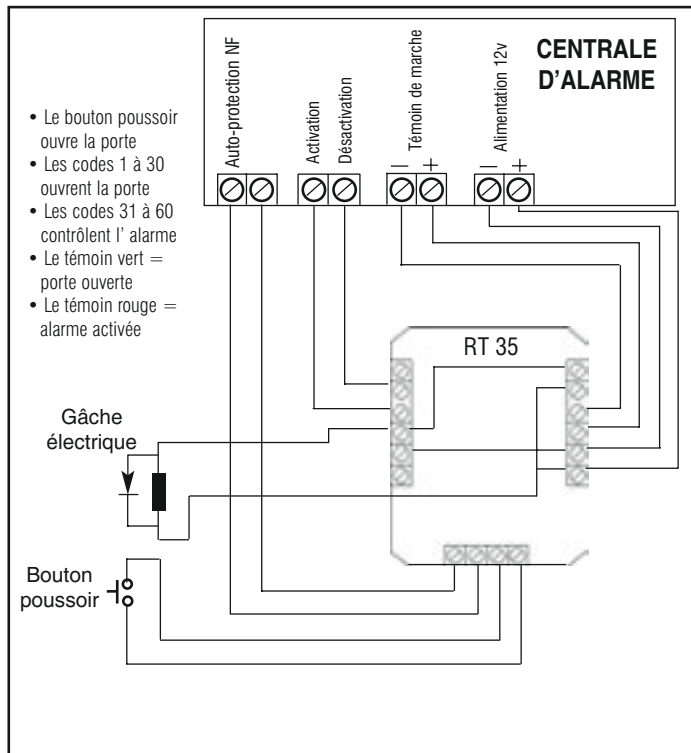 CENTRALE
D'ALARME
Auto-protection NF
Activation
Désactivation
Témoin de marche
Alimentation 12v
– + – +
• Le bouton poussoir
ouvre la porte
• Les codes 1 à 30
ouvrent la porte
• Les codes 31 à 60
contrôlent l' alarme
• Le témoin vert =
porte ouverte
• Le témoin rouge =
alarme activée
RT 35
Gâche
électrique
Bouton
poussoir